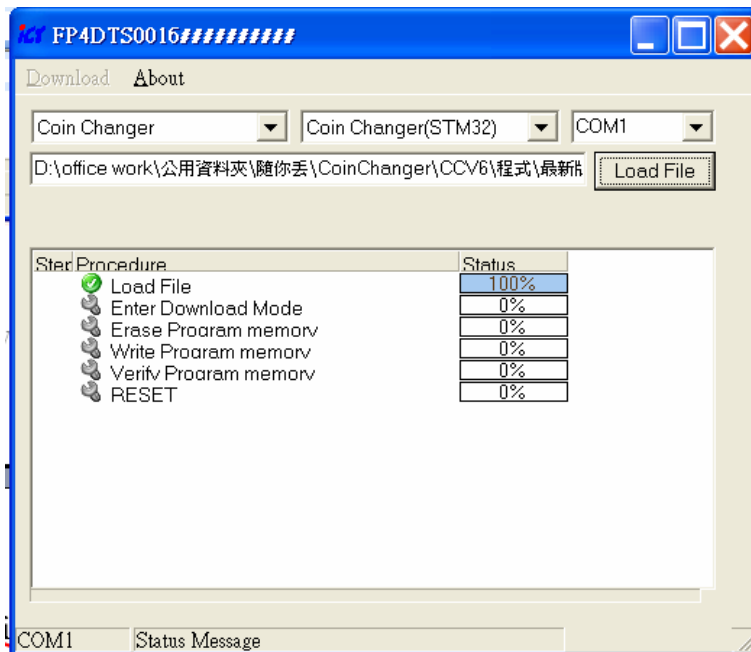 ICT FP4DTS0016##########
Download About
Coin Changer Coin Changer(STM32) COM1
D:\office work\公用資料夾\隨你丟\CoinChanger\CCV6\程式\最新版 Load File
Step Procedure Status
Load File 100%
Enter Download Mode 0%
Erase Program memory 0%
Write Program memory 0%
Verify Program memory 0%
RESET 0%
COM1 Status Message